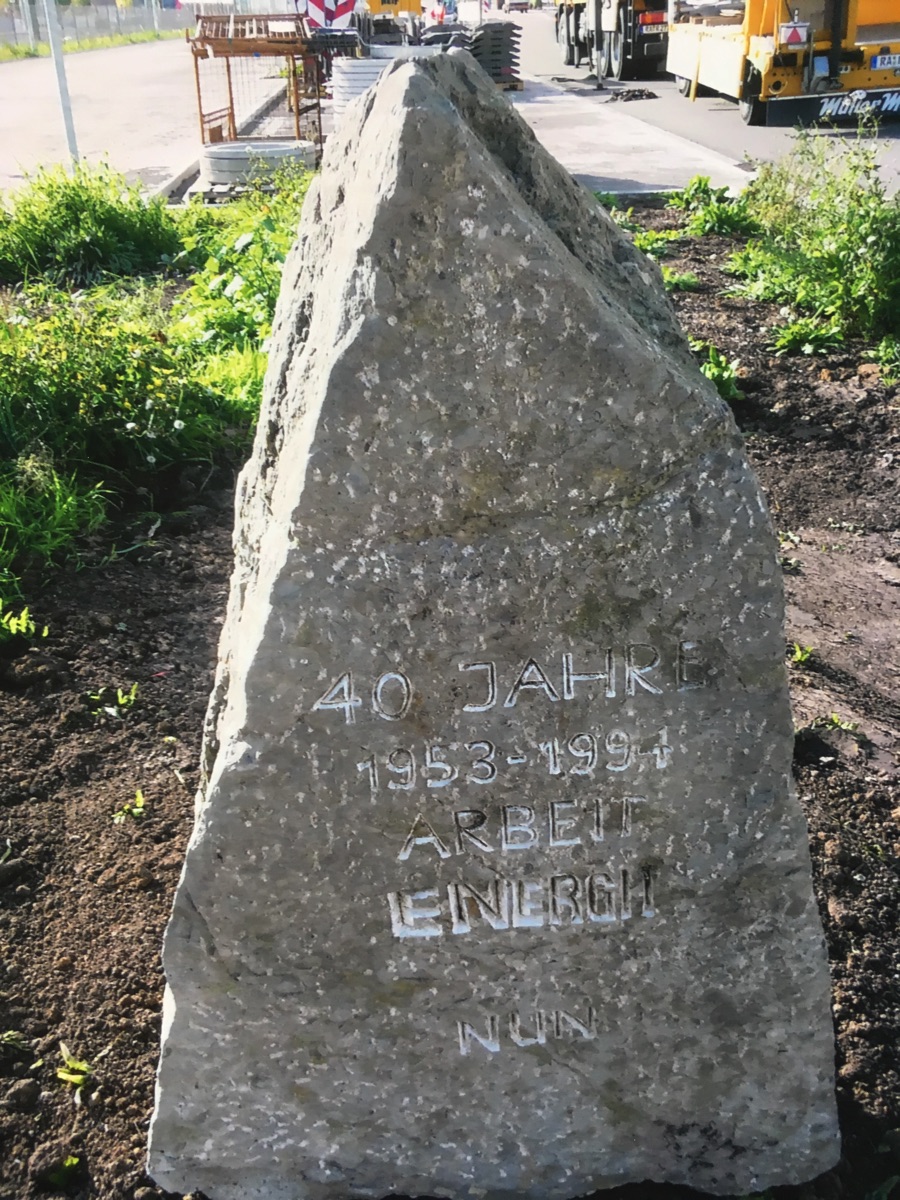 40 JAHRE
1953-1994
ARBEIT
ENERGIE
NUN